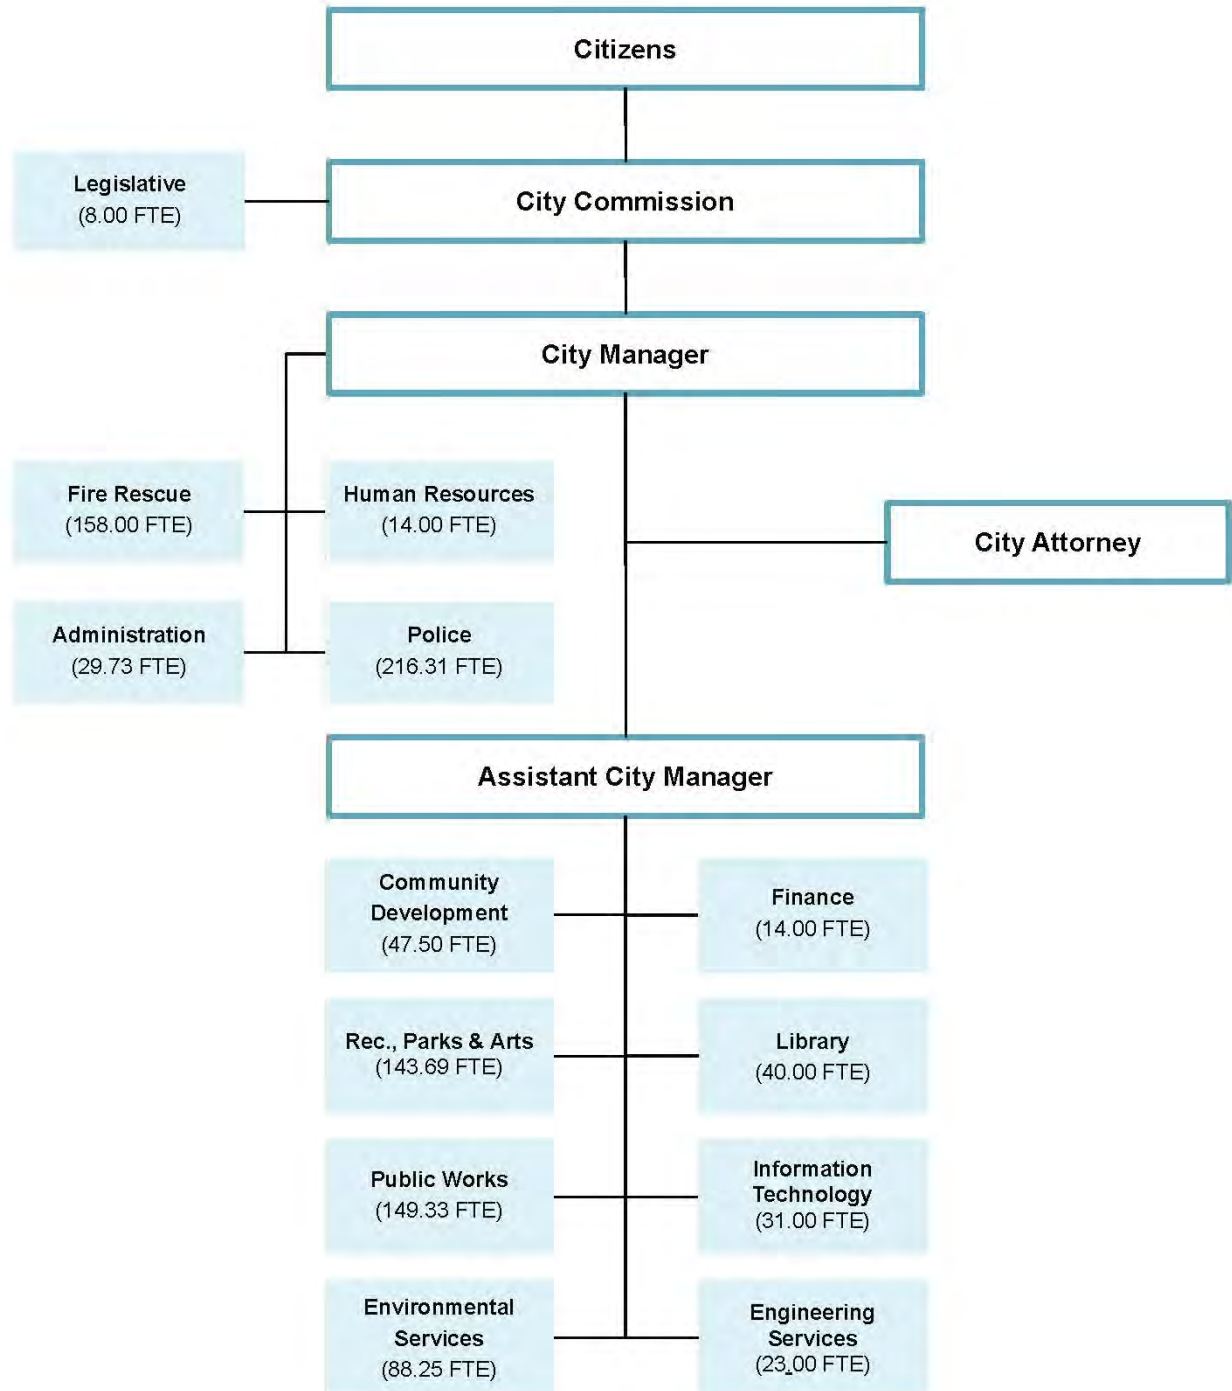 Citizens
Legislative
(8.00 FTE)
City Commission
City Manager
Fire Rescue
(158.00 FTE)
Human Resources
(14.00 FTE)
City Attorney
Administration
(29.73 FTE)
Police
(216.31 FTE)
Assistant City Manager
Community
Development
(47.50 FTE)
Finance
(14.00 FTE)
Rec., Parks & Arts
(143.69 FTE)
Library
(40.00 FTE)
Public Works
(149.33 FTE)
Information
Technology
(31.00 FTE)
Environmental
Services
(88.25 FTE)
Engineering
Services
(23.00 FTE)